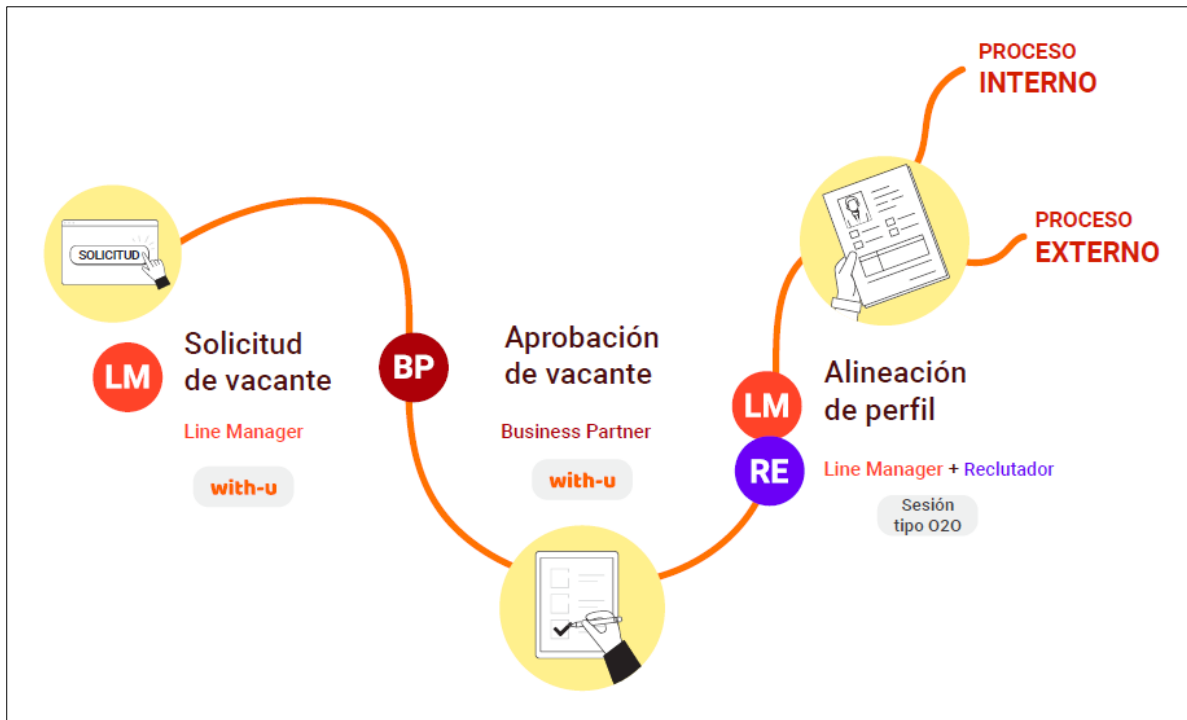 SOLICITUD
LM
Solicitud
de vacante
Line Manager
with-u
BP
Aprobación
de vacante
Business Partner
with-u
LM
RE
Alineación
de perfil
Line Manager + Reclutador
Sesión
tipo O2O
PROCESO
INTERNO
PROCESO
EXTERNO